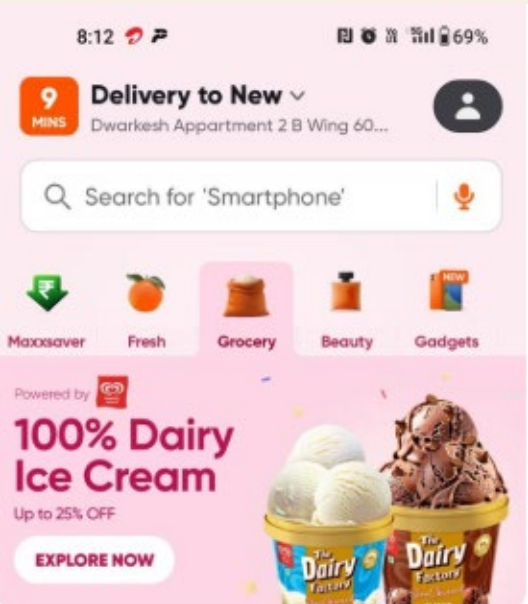 8:12
69%
9
MINS
Delivery to New
Dwarkesh Appartment 2 B Wing 60...
Search for 'Smartphone'
NEW
Maxxsaver
Fresh
Grocery
Beauty
Gadgets
Powered by
100% Dairy
Ice Cream
Up to 25% OFF
EXPLORE NOW
The
Dairy
Factory
The
Dairy
Factory